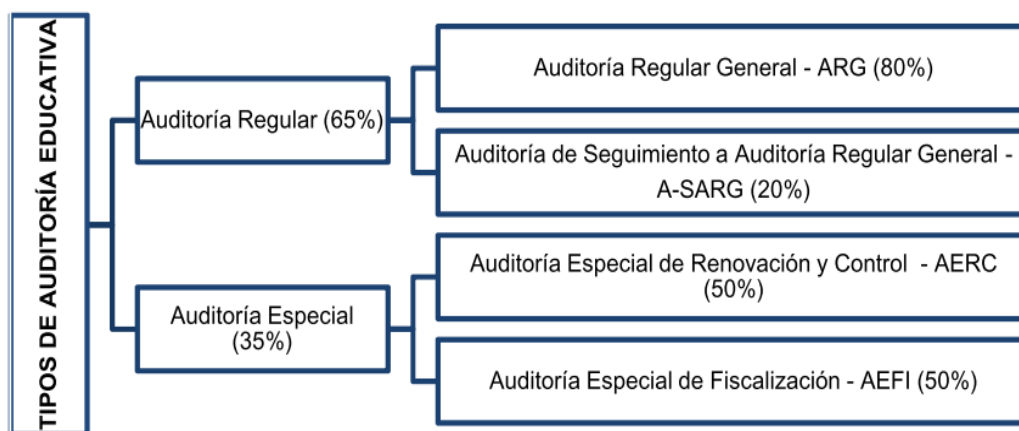 TIPOS DE AUDITORÍA EDUCATIVA
Auditoría Regular (65%)
Auditoría Regular General - ARG (80%)
Auditoría de Seguimiento a Auditoría Regular General -
A-SARG (20%)
Auditoría Especial
(35%)
Auditoría Especial de Renovación y Control - AERC
(50%)
Auditoría Especial de Fiscalización - AEFI (50%)